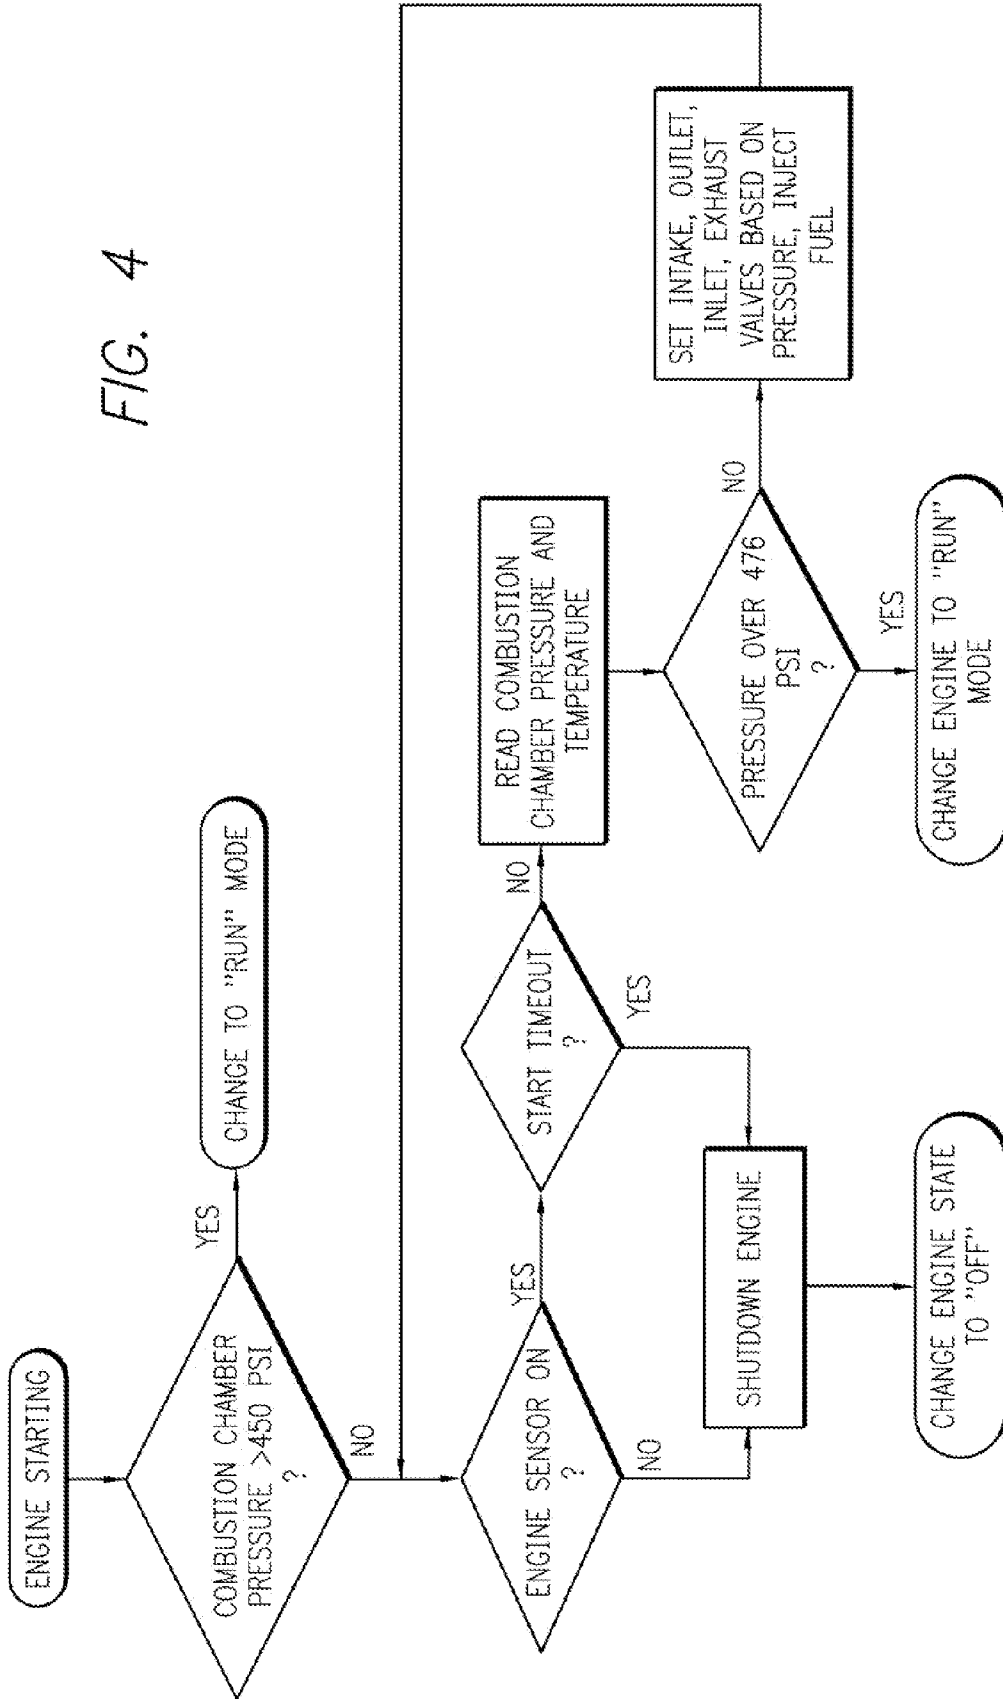 FIG. 4
ENGINE STARTING
COMBUSTION CHAMBER
PRESSURE >450 PSI
?
YES
CHANGE TO "RUN" MODE
NO
ENGINE SENSOR ON
?
YES
NO
START TIMEOUT
?
NO
YES
READ COMBUSTION
CHAMBER PRESSURE AND
TEMPERATURE
SHUTDOWN ENGINE
PRESSURE OVER 476
PSI
?
NO
YES
SET INTAKE, OUTLET,
INLET, EXHAUST
VALVES BASED ON
PRESSURE, INJECT
FUEL
CHANGE ENGINE STATE
TO "OFF"
CHANGE ENGINE TO "RUN"
MODE